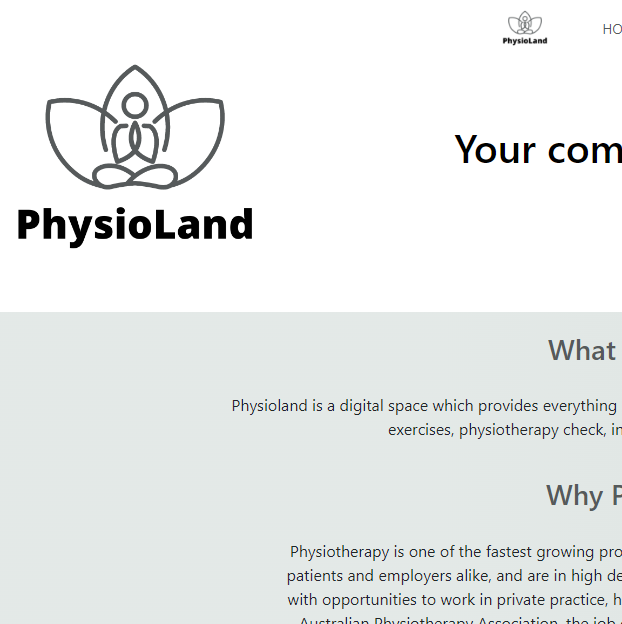 PhysioLand
HO
PhysioLand
Your com
What
Physioland is a digital space which provides everything
exercises, physiotherapy check, in
Why P
Physiotherapy is one of the fastest growing pro
patients and employers alike, and are in high de
with opportunities to work in private practice, h
Australian Physiotherapy Association, the job